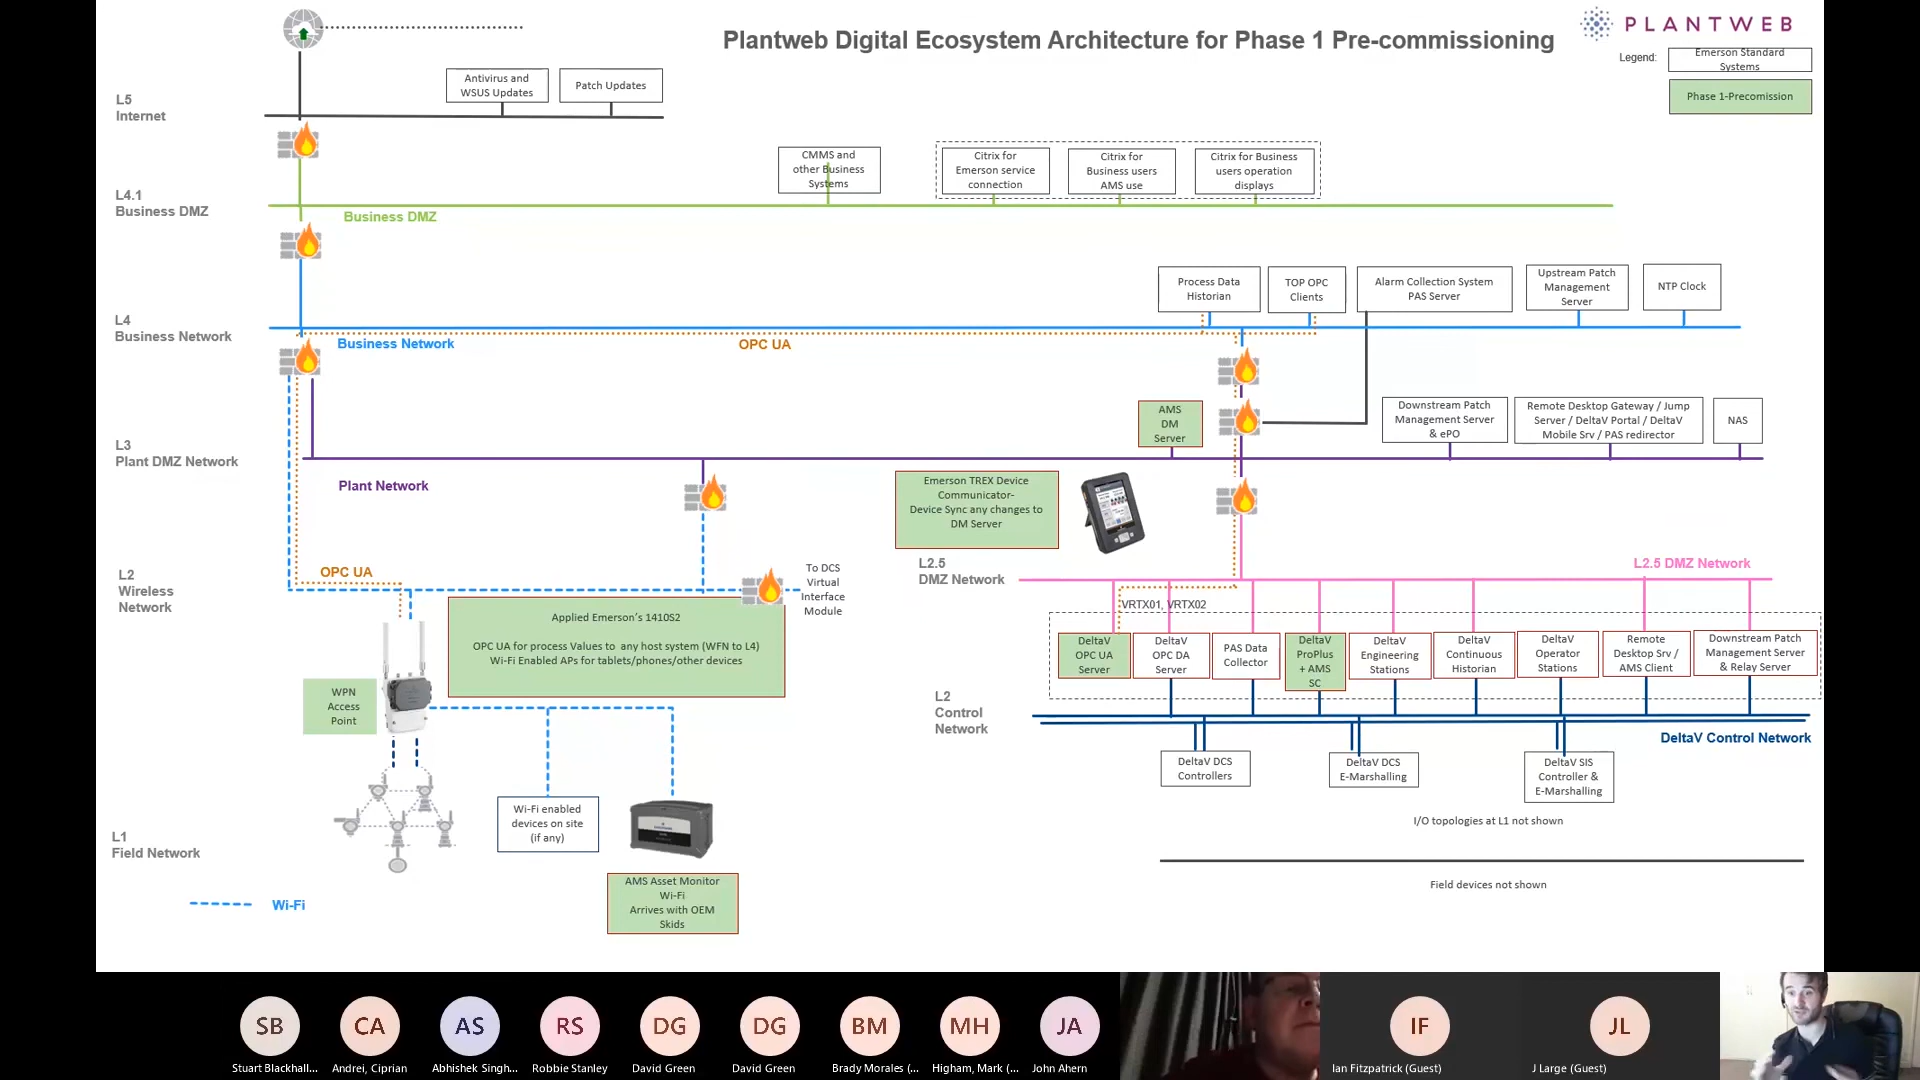 Plantweb Digital Ecosystem Architecture for Phase 1 Pre-commissioning
PLANTWEB
Legend:
Emerson Standard
Systems
Phase 1-Precomission
L5
Internet
Antivirus and
WSUS Updates
Patch Updates
L4.1
Business DMZ
Business DMZ
CMMS and
other Business
Systems
Citrix for
Emerson service
connection
Citrix for
Business users
AMS use
Citrix for Business
users operation
displays
L4
Business Network
Business Network
OPC UA
Process Data
Historian
TOP OPC
Clients
Alarm Collection System
PAS Server
Upstream Patch
Management
Server
NTP Clock
L3
Plant DMZ Network
Plant Network
AMS
DM
Server
Downstream Patch
Management Server
& ePO
Remote Desktop Gateway / Jump
Server / DeltaV Portal / DeltaV
Mobile Srv / PAS redirector
NAS
Emerson TREX Device
Communicator-
Device Sync any changes to
DM Server
L2
Wireless
Network
OPC UA
To DCS
Virtual
Interface
Module
L2.5
DMZ Network
L2.5 DMZ Network
VRTX01, VRTX02
Applied Emerson's 1410S2
OPC UA for process Values to any host system (WFN to L4)
Wi-Fi Enabled APs for tablets/phones/other devices
WPN
Access
Point
DeltaV
OPC UA
Server
DeltaV
OPC DA
Server
PAS Data
Collector
DeltaV
ProPlus
+ AMS
SC
DeltaV
Engineering
Stations
DeltaV
Continuous
Historian
DeltaV
Operator
Stations
Remote
Desktop Srv /
AMS Client
Downstream Patch
Management Server
& Relay Server
L2
Control
Network
DeltaV Control Network
DeltaV DCS
Controllers
DeltaV DCS
E-Marshalling
DeltaV SIS
Controller &
E-Marshalling
I/O topologies at L1 not shown
Field devices not shown
L1
Field Network
Wi-Fi enabled
devices on site
(if any)
AMS Asset Monitor
Wi-Fi
Arrives with OEM
Skids
Wi-Fi
SB
CA
AS
RS
DG
DG
BM
MH
JA
IF
JL
Stuart Blackhall...
Andrei, Ciprian
Abhishek Singh...
Robbie Stanley
David Green
David Green
Brady Morales (...
Higham, Mark (...
John Ahern
Ian Fitzpatrick (Guest)
J Large (Guest)